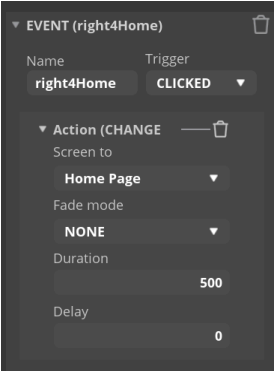 EVENT (right4Home)
Name Trigger
right4Home CLICKED
Action (CHANGE
Screen to
Home Page
Fade mode
NONE
Duration
500
Delay
0